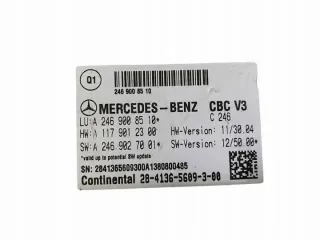 Q1
246 900 85 10
MERCEDES-BENZ CBC V3
LU:A 246 900 85 10* C 246
HW:A 117 901 23 00 HW-Version: 11/30.04
SW:A 246 902 70 01* SW-Version: 12/50.00*
*valid up to potential SW update
SN: 2841365609300A1380800485
Continental 28-4136-5609-3-00